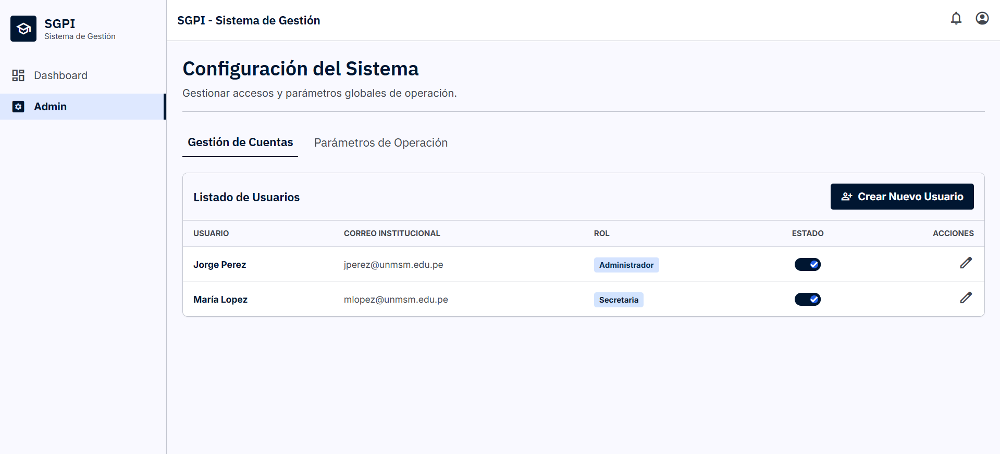 SGPI
Sistema de Gestión
Dashboard
Admin
SGPI - Sistema de Gestión
Configuración del Sistema
Gestionar accesos y parámetros globales de operación.
Gestión de Cuentas
Parámetros de Operación
Listado de Usuarios
Crear Nuevo Usuario
USUARIO CORREO INSTITUCIONAL ROL ESTADO ACCIONES
Jorge Perez jperez@unmsm.edu.pe Administrador
María Lopez mlopez@unmsm.edu.pe Secretaria